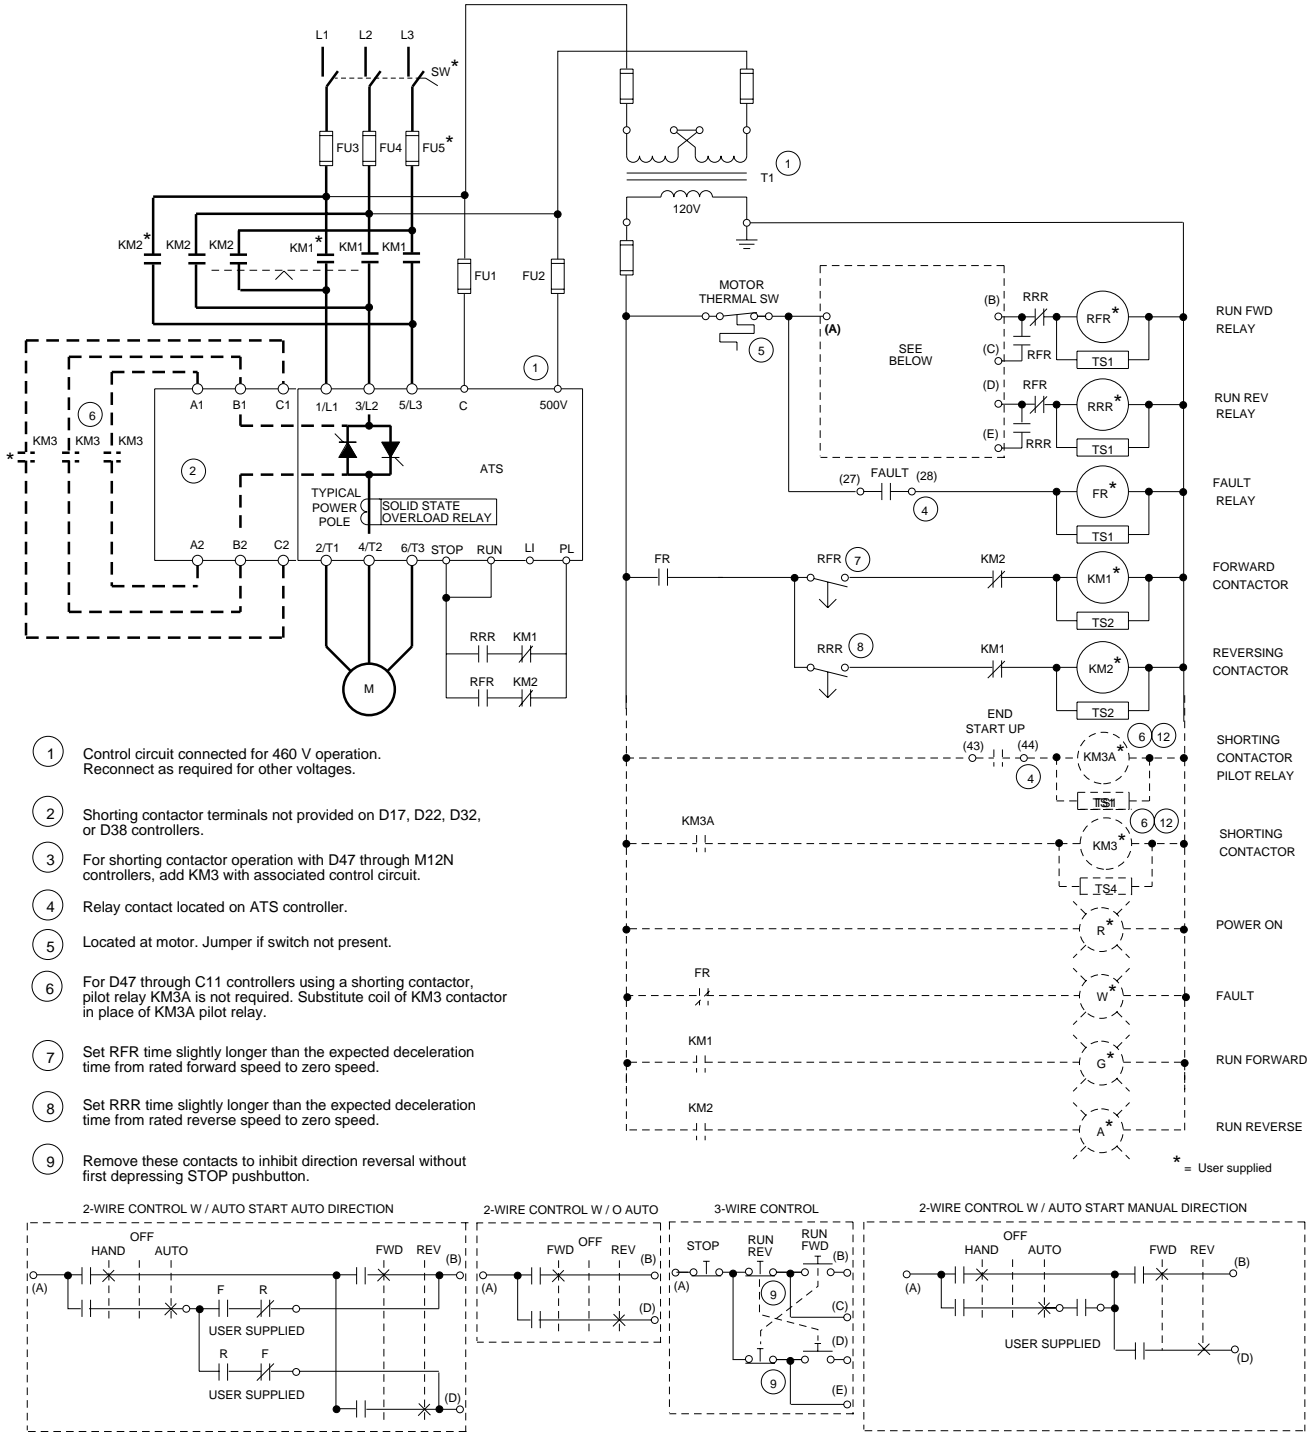 L1 L2 L3
SW*
FU3 FU4 FU5*
T1 1
120V
KM2* KM2 KM2 KM1* KM1 KM1
FU1 FU2
MOTOR
THERMAL SW
5
(A)
SEE
BELOW
(B) RRR RFR*
(C) RFR TS1
RUN FWD
RELAY
(D) RFR RRR*
(E) RRR TS1
RUN REV
RELAY
1
A1 B1 C1 1/L1 3/L2 5/L3 C 500V
6
* KM3 KM3 KM3
2
ATS
TYPICAL
POWER
POLE
SOLID STATE
OVERLOAD RELAY
(27) FAULT (28) FR*
4
TS1
FAULT
RELAY
A2 B2 C2 2/T1 4/T2 6/T3 STOP RUN LI PL
FR RFR 7 KM2 KM1*
TS2
FORWARD
CONTACTOR
RRR KM1
RFR KM2
M
RRR 8 KM1 KM2*
TS2
REVERSING
CONTACTOR
END
START UP
(43) (44) KM3A* 6 12
4
TS1
SHORTING
CONTACTOR
PILOT RELAY
KM3A KM3* 6 12
TS4
SHORTING
CONTACTOR
R* POWER ON
FR W* FAULT
KM1 G* RUN FORWARD
KM2 A* RUN REVERSE
* = User supplied
1 Control circuit connected for 460 V operation.
Reconnect as required for other voltages.
2 Shorting contactor terminals not provided on D17, D22, D32,
or D38 controllers.
3 For shorting contactor operation with D47 through M12N
controllers, add KM3 with associated control circuit.
4 Relay contact located on ATS controller.
5 Located at motor. Jumper if switch not present.
6 For D47 through C11 controllers using a shorting contactor,
pilot relay KM3A is not required. Substitute coil of KM3 contactor
in place of KM3A pilot relay.
7 Set RFR time slightly longer than the expected deceleration
time from rated forward speed to zero speed.
8 Set RRR time slightly longer than the expected deceleration
time from rated reverse speed to zero speed.
9 Remove these contacts to inhibit direction reversal without
first depressing STOP pushbutton.
2-WIRE CONTROL W / AUTO START AUTO DIRECTION
OFF
HAND AUTO FWD REV (B)
(A)
F R
USER SUPPLIED
R F
USER SUPPLIED
(D)
2-WIRE CONTROL W / O AUTO
OFF
FWD REV (B)
(A)
(D)
3-WIRE CONTROL
STOP RUN
REV RUN
FWD (B)
(A)
9
(C)
(D)
9
(E)
2-WIRE CONTROL W / AUTO START MANUAL DIRECTION
OFF
HAND AUTO FWD REV (B)
(A)
USER SUPPLIED
(D)